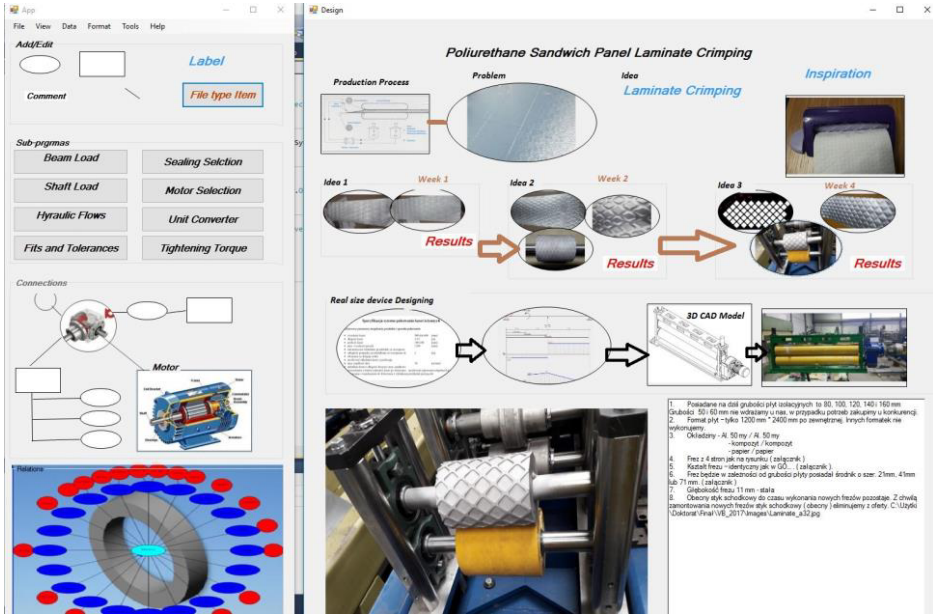 App
File View Data Format Tools Help
Add/Edit
Label
Comment
File type Item
Sub-prgrmas
Beam Load
Sealing Selction
Shaft Load
Motor Selection
Hyraulic Flows
Unit Converter
Fits and Tolerances
Tightening Torque
Connections
Motor
Relations
Design
Poliurethane Sandwich Panel Laminate Crimping
Production Process
Problem
Idea
Inspiration
Laminate Crimping
Idea 1
Week 1
Idea 2
Week 2
Idea 3
Week 4
Results
Results
Results
Real size device Designing
3D CAD Model
1. Posiadane na dziś grubości płyt izolacyjnych to 80, 100, 120, 140 i 160 mm
Grubości 50 i 60 mm nie wdrażamy u nas, w przypadku potrzeb zakupimy u konkurencji.
2. Format płyt – tylko 1200 mm * 2400 mm po zewnętrznej. Innych formatek nie
wykonujemy.
3. Okładziny - Al. 50 my / Al. 50 my
- kompozyt / kompozyt
- papier / papier
4. Frez z 4 stron jak na rysunku ( załącznik )
5. Kształt frezu – identyczny jak w GÓ.... ( załącznik ).
6. Frez będzie w zależności od grubości płyty posiadał środnik o szer. 21mm, 41mm
lub 71 mm. ( załącznik )
7. Głębokość frezu 11 mm - stała
8. Obecny styk schodkowy do czasu wykonania nowych frezów pozostaje. Z chwilą
zamontowania nowych frezów styk schodkowy ( obecny ) eliminujemy z oferty. C:\Uzytki
\Doktorat\Final\VB_2017\Images\Laminate_a32.jpg